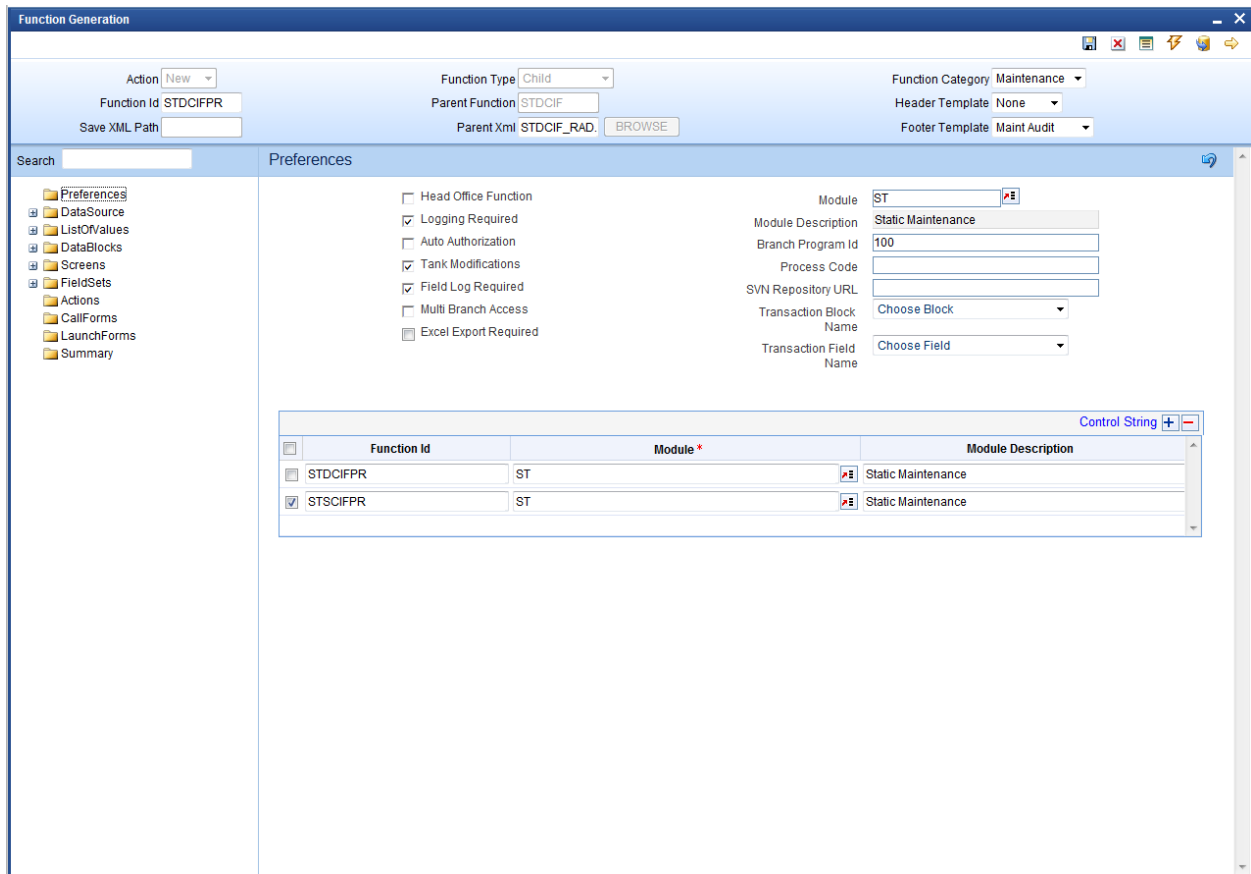 Function Generation
Action New Function Type Child Function Category Maintenance
Function Id STDCIFPR Parent Function STDCIF Header Template None
Save XML Path Parent Xml STDCIF_RAD. BROWSE Footer Template Maint Audit
Search Preferences
Preferences
DataSource
ListOfValues
DataBlocks
Screens
FieldSets
Actions
CallForms
LaunchForms
Summary
Head Office Function
Logging Required
Auto Authorization
Tank Modifications
Field Log Required
Multi Branch Access
Excel Export Required
Module ST
Module Description Static Maintenance
Branch Program Id 100
Process Code
SVN Repository URL
Transaction Block Name Choose Block
Transaction Field Name Choose Field
Control String
Function Id Module * Module Description
STDCIFPR ST Static Maintenance
STSCIFPR ST Static Maintenance